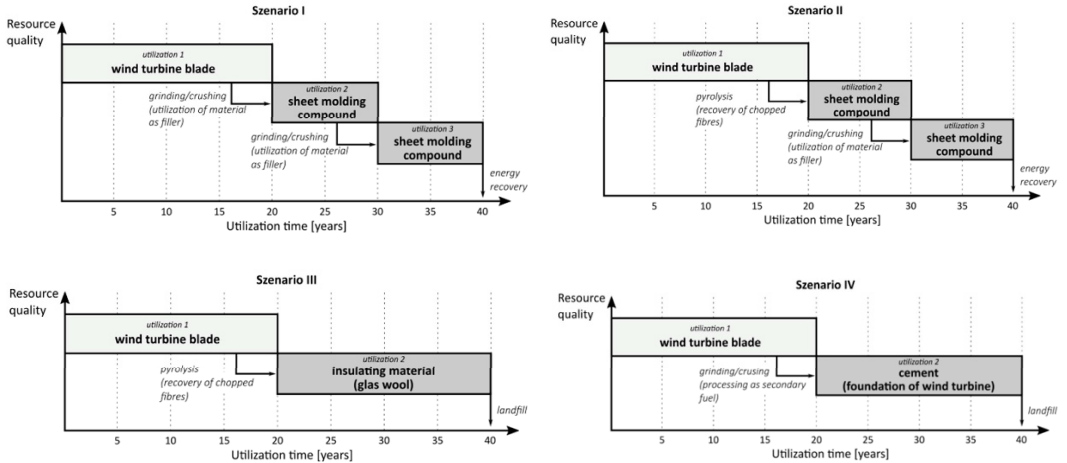 Szenario I
Resource
quality
utilization 1
wind turbine blade
grinding/crushing
(utilization of material
as filler)
utilization 2
sheet molding
compound
grinding/crushing
(utilization of material
as filler)
utilization 3
sheet molding
compound
energy
recovery
5 10 15 20 25 30 35 40
Utilization time [years]
Szenario II
Resource
quality
utilization 1
wind turbine blade
pyrolysis
(recovery of chopped
fibres)
utilization 2
sheet molding
compound
grinding/crushing
(utilization of material
as filler)
utilization 3
sheet molding
compound
energy
recovery
5 10 15 20 25 30 35 40
Utilization time [years]
Szenario III
Resource
quality
utilization 1
wind turbine blade
pyrolysis
(recovery of chopped
fibres)
utilization 2
insulating material
(glas wool)
landfill
5 10 15 20 25 30 35 40
Utilization time [years]
Szenario IV
Resource
quality
utilization 1
wind turbine blade
grinding/crusing
(processing as secondary
fuel)
utilization 2
cement
(foundation of wind turbine)
landfill
5 10 15 20 25 30 35 40
Utilization time [years]